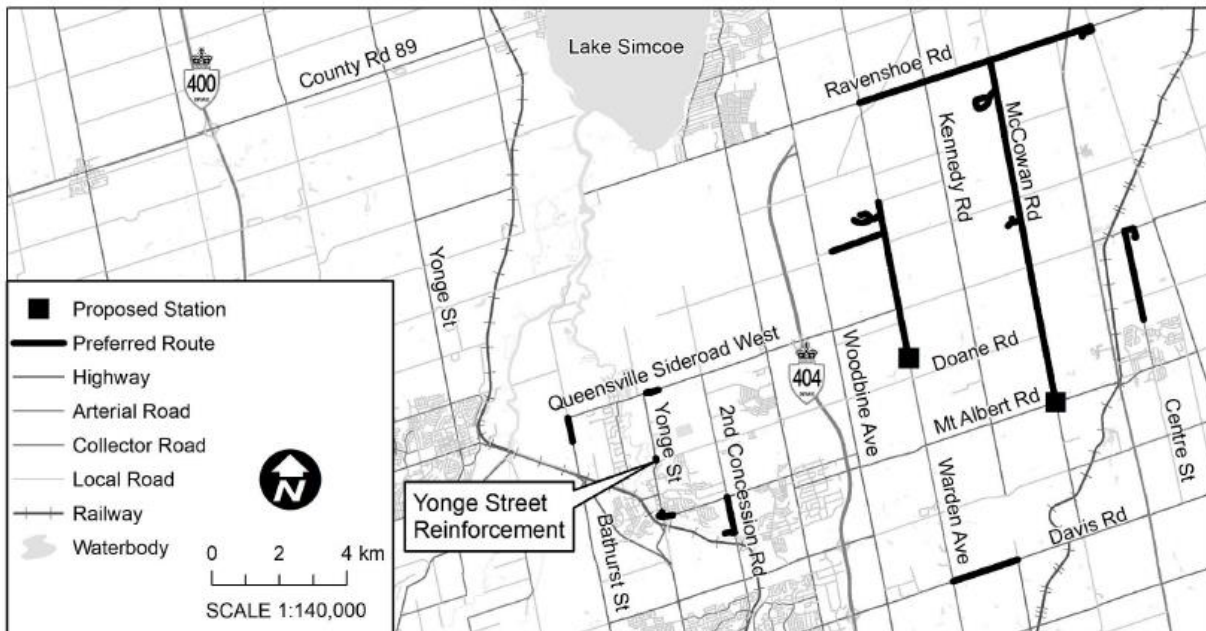 Lake Simcoe
400
County Rd 89
Ravenshoe Rd
Kennedy Rd
McCowan Rd
Yonge St
Queensville Sideroad West
404
Woodbine Ave
Doane Rd
Mt Albert Rd
Centre St
Yonge St
2nd Concession Rd
Yonge Street
Reinforcement
Bathurst St
Warden Ave
Davis Rd
Proposed Station
Preferred Route
Highway
Arterial Road
Collector Road
Local Road
Railway
Waterbody
N
0 2 4 km
SCALE 1:140,000